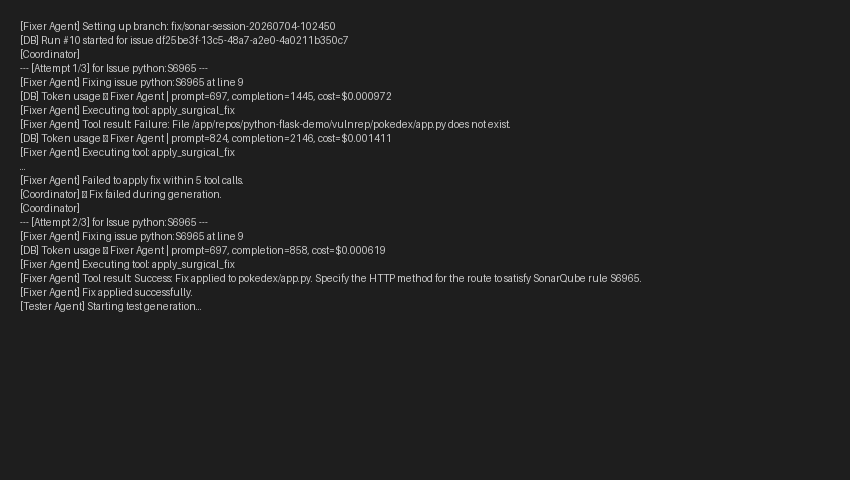 [Fixer Agent] Setting up branch: fix/sonar-session-20260704-102450
[DB] Run #10 started for issue df25be3f-13c5-48a7-a2e0-4a0211b350c7
[Coordinator]
--- [Attempt 1/3] for Issue python:S6965 ---
[Fixer Agent] Fixing issue python:S6965 at line 9
[DB] Token usage ▯ Fixer Agent | prompt=697, completion=1445, cost=$0.000972
[Fixer Agent] Executing tool: apply_surgical_fix
[Fixer Agent] Tool result: Failure: File /app/repos/python-flask-demo/vulnrep/pokedex/app.py does not exist.
[DB] Token usage ▯ Fixer Agent | prompt=824, completion=2146, cost=$0.001411
[Fixer Agent] Executing tool: apply_surgical_fix
...
[Fixer Agent] Failed to apply fix within 5 tool calls.
[Coordinator] ▯ Fix failed during generation.
[Coordinator]
--- [Attempt 2/3] for Issue python:S6965 ---
[Fixer Agent] Fixing issue python:S6965 at line 9
[DB] Token usage ▯ Fixer Agent | prompt=697, completion=858, cost=$0.000619
[Fixer Agent] Executing tool: apply_surgical_fix
[Fixer Agent] Tool result: Success: Fix applied to pokedex/app.py. Specify the HTTP method for the route to satisfy SonarQube rule S6965.
[Fixer Agent] Fix applied successfully.
[Tester Agent] Starting test generation...